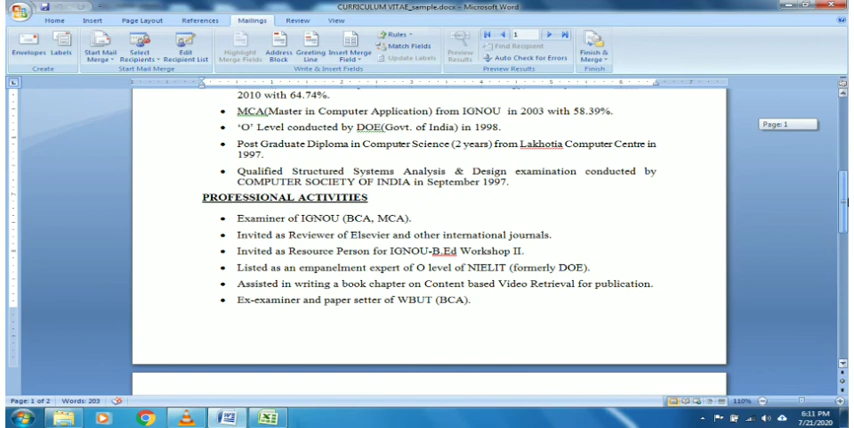 CURRICULUM VITAE_sample.docx - Microsoft Word
Home Insert Page Layout References Mailings Review View
Envelopes Labels Start Mail Merge Select Recipients Edit Recipient List Highlight Merge Fields Address Block Greeting Line Insert Merge Field Rules Match Fields Update Labels Preview Results 1 Find Recipient Auto Check for Errors Finish & Merge
Create Start Mail Merge Write & Insert Fields Preview Results Finish
2010 with 64.74%.
Page: 1
• MCA(Master in Computer Application) from IGNOU in 2003 with 58.39%.
• ‘O’ Level conducted by DOE(Govt. of India) in 1998.
• Post Graduate Diploma in Computer Science (2 years) from Lakhotia Computer Centre in
1997.
• Qualified Structured Systems Analysis & Design examination conducted by
COMPUTER SOCIETY OF INDIA in September 1997.
PROFESSIONAL ACTIVITIES
• Examiner of IGNOU (BCA, MCA).
• Invited as Reviewer of Elsevier and other international journals.
• Invited as Resource Person for IGNOU-B.Ed Workshop II.
• Listed as an empanelment expert of O level of NIELIT (formerly DOE).
• Assisted in writing a book chapter on Content based Video Retrieval for publication.
• Ex-examiner and paper setter of WBUT (BCA).
Page: 1 of 2 Words: 203 110%
6:11 PM
7/21/2020